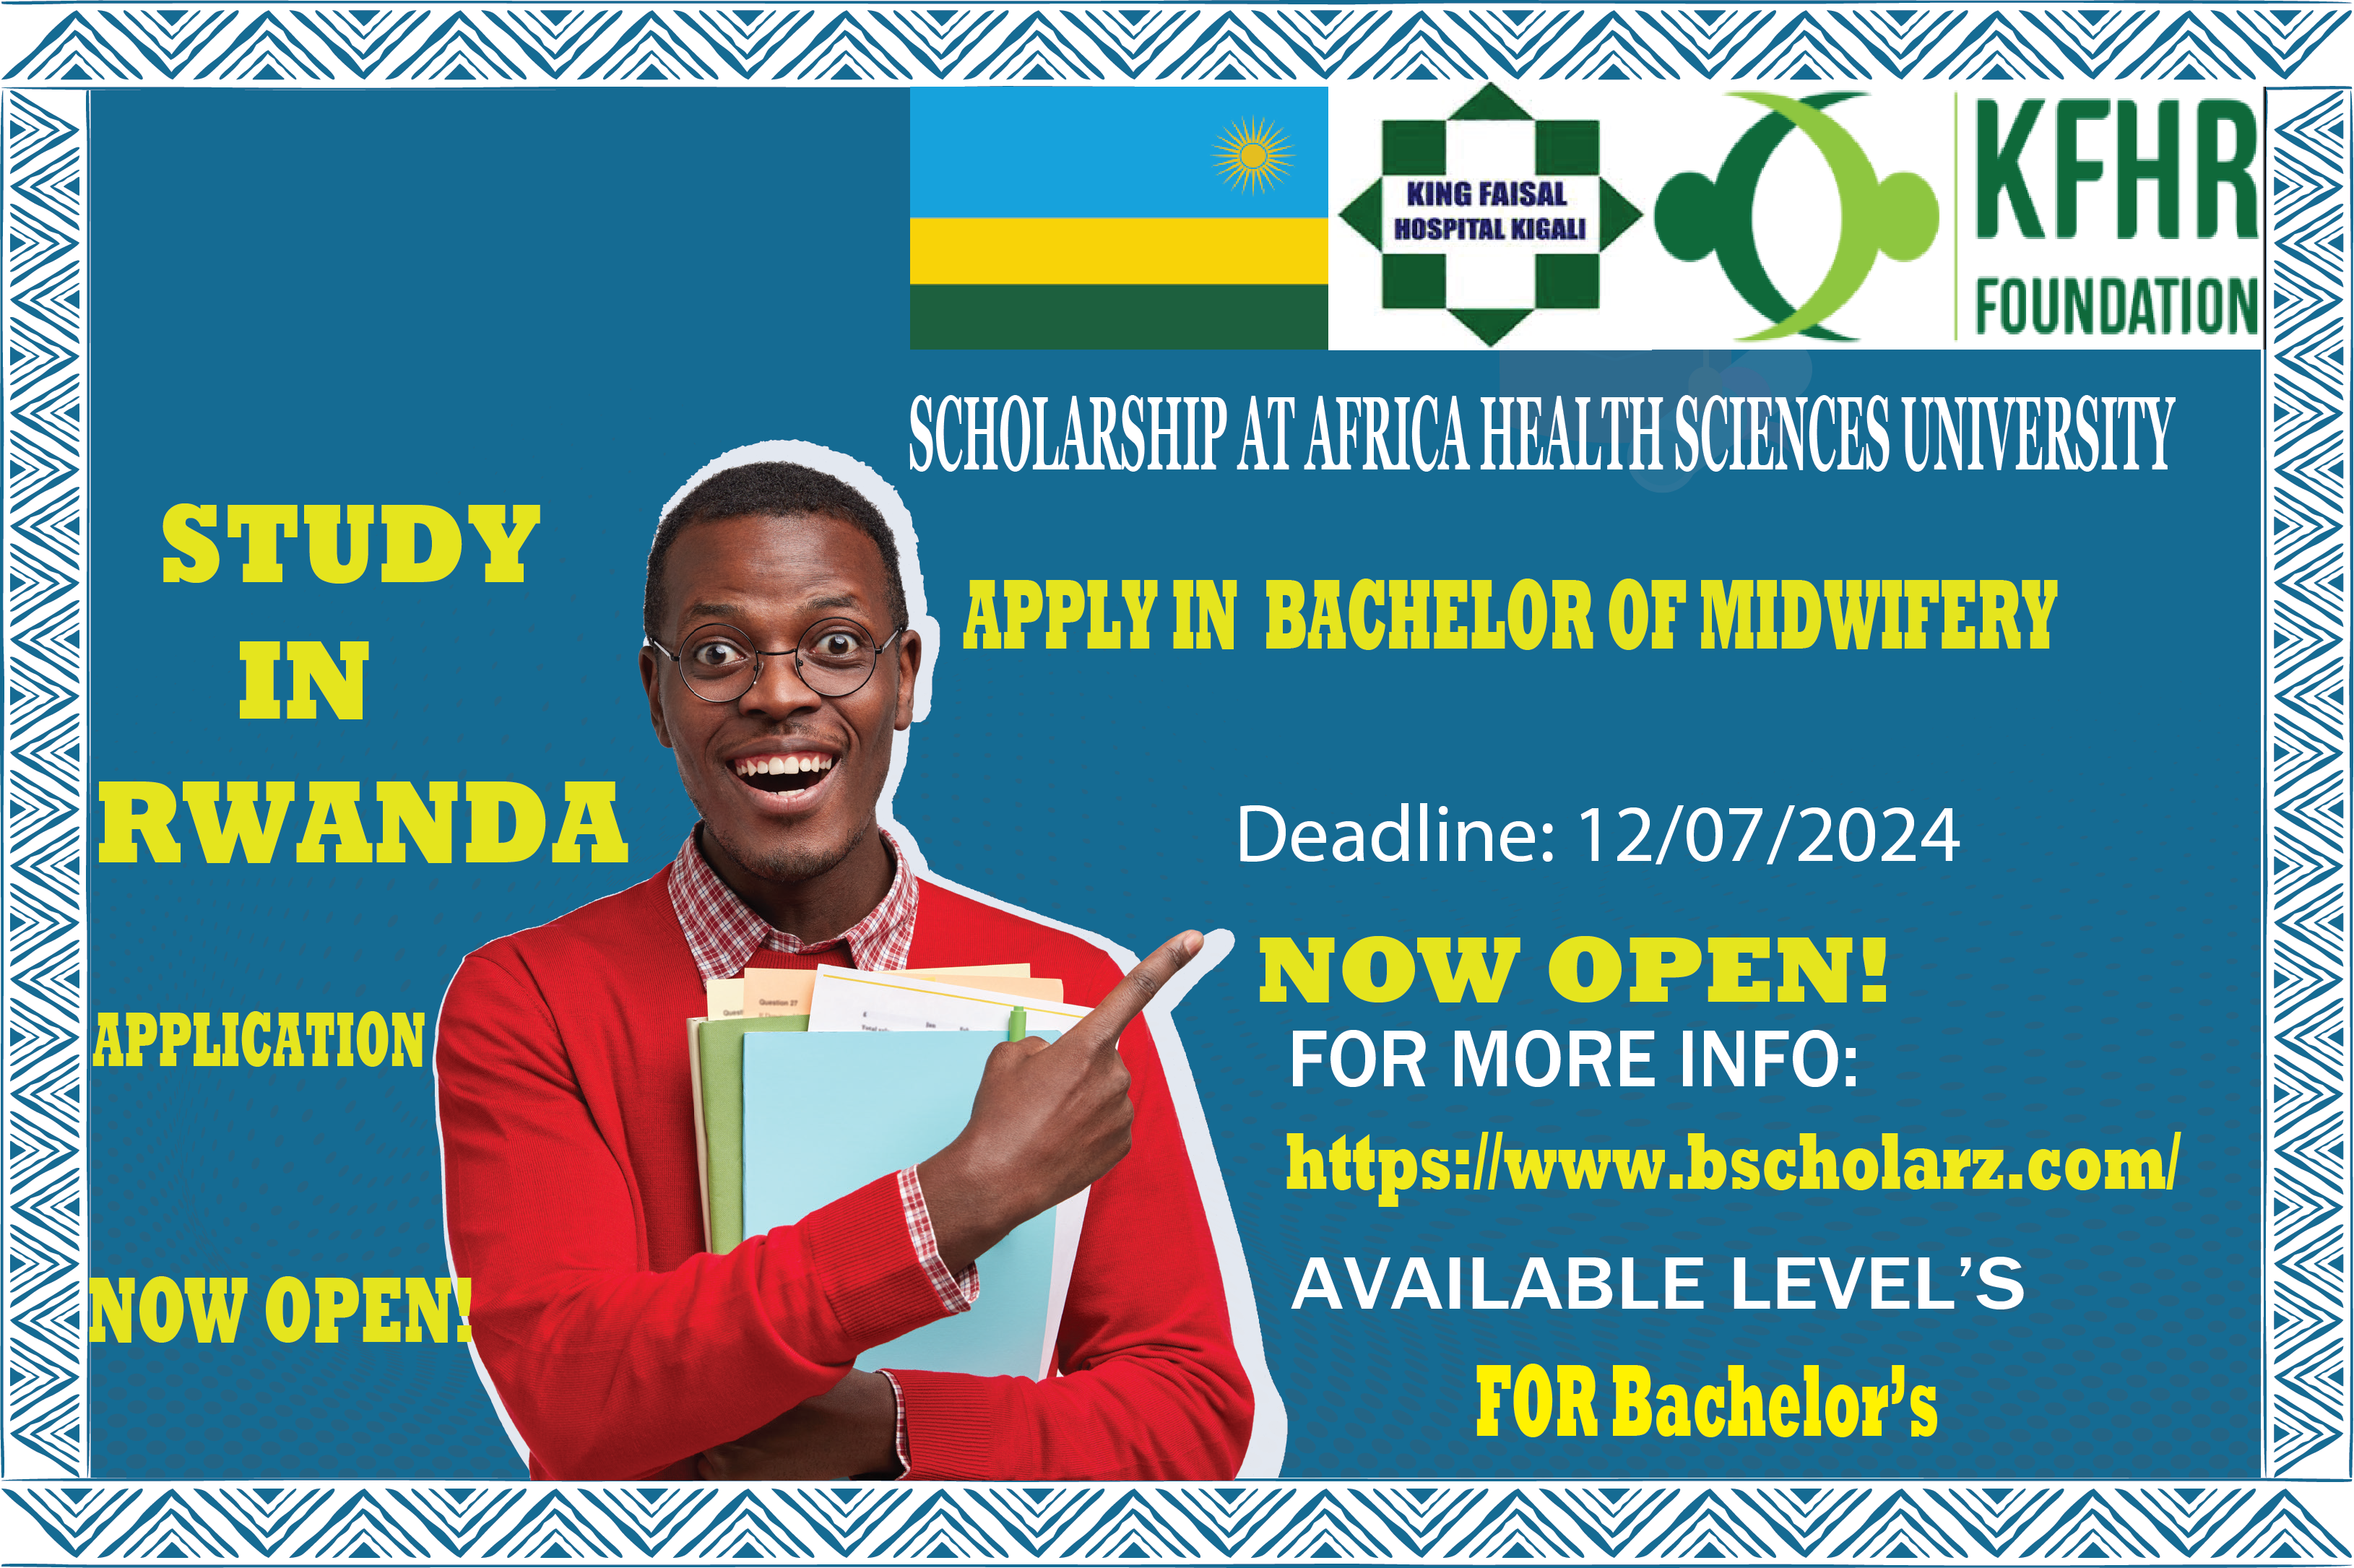 KING FAISAL
HOSPITAL KIGALI
KFHR
FOUNDATION
SCHOLARSHIP AT AFRICA HEALTH SCIENCES UNIVERSITY
STUDY
IN
RWANDA
APPLY IN BACHELOR OF MIDWIFERY
Deadline: 12/07/2024
NOW OPEN!
FOR MORE INFO:
https://www.bscholarz.com/
AVAILABLE LEVEL’S
FOR Bachelor’s
APPLICATION
NOW OPEN!
Question 27